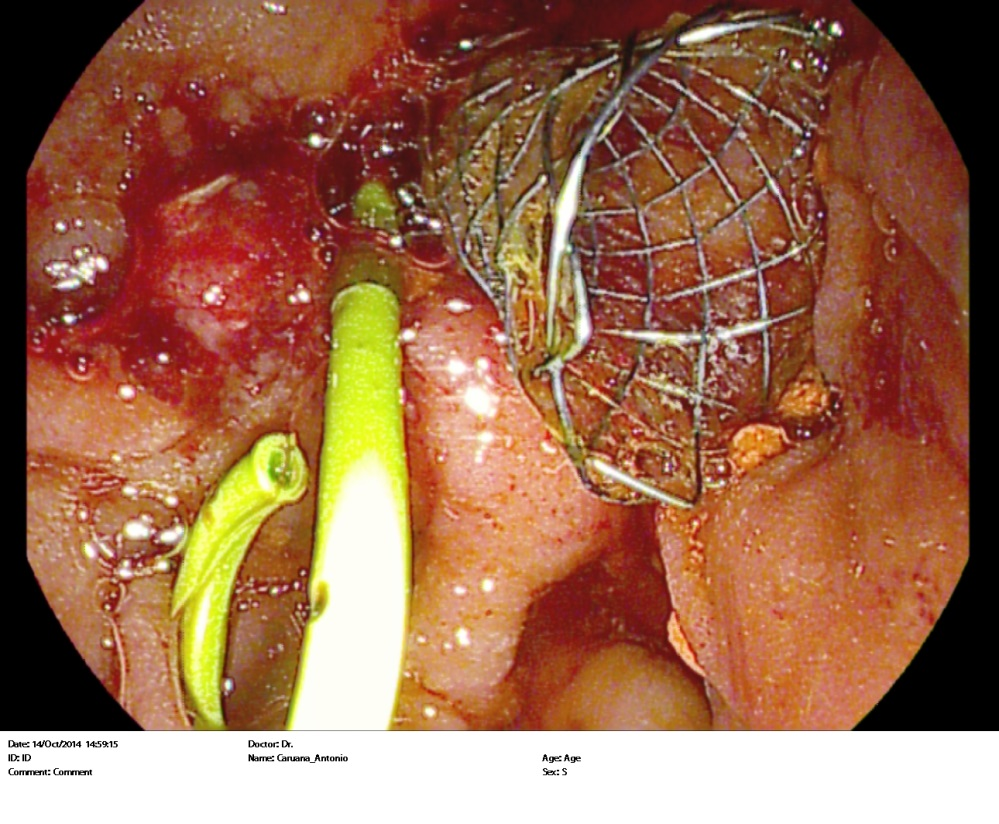 Date: 14/Oct/2014 14:59:15 Doctor: Dr.
ID: ID Name: Caruana_Antonio Age: Age
Comment: Comment Sex: S